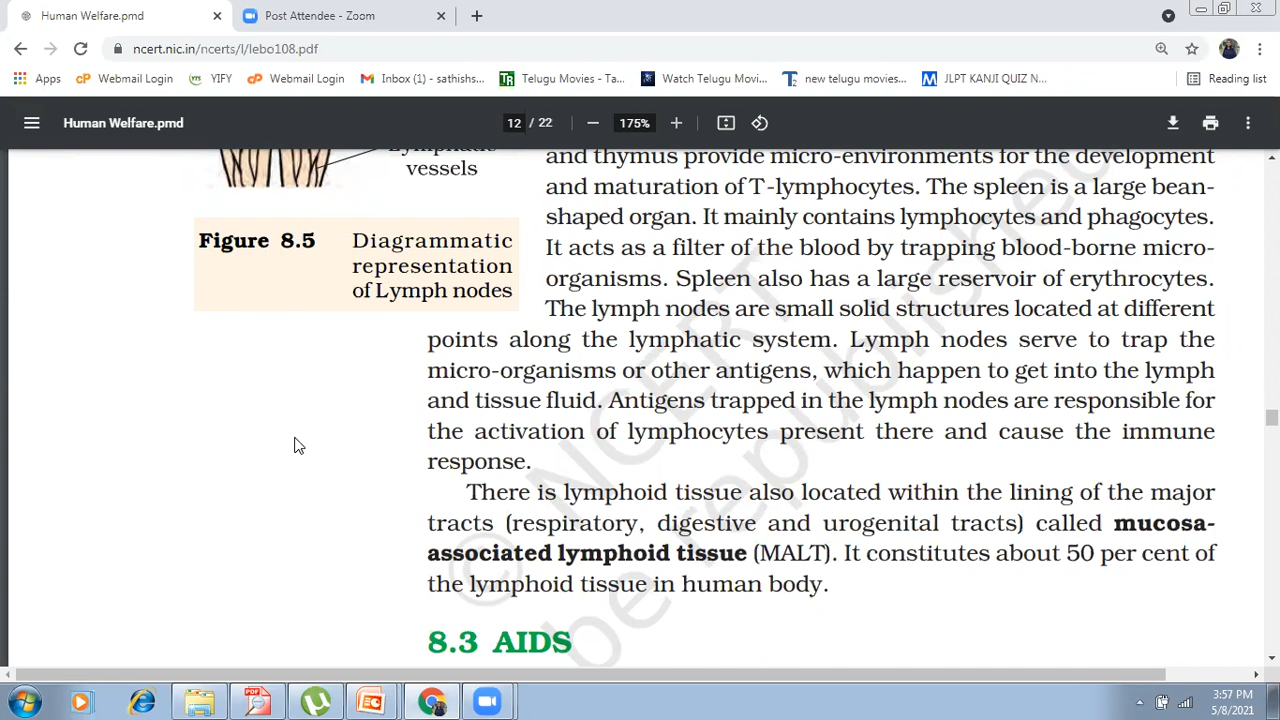 Human Welfare.pmd
Post Attendee - Zoom
ncert.nic.in/ncerts/l/lebo108.pdf
Apps
Webmail Login
YIFY
Webmail Login
Inbox (1) - sathishs...
Telugu Movies - Ta...
Watch Telugu Movi...
new telugu movies...
JLPT KANJI QUIZ N...
Reading list
Human Welfare.pmd
12 / 22
175%
Lymphatic
vessels
Figure 8.5 Diagrammatic
representation
of Lymph nodes
and thymus provide micro-environments for the development
and maturation of T-lymphocytes. The spleen is a large bean-
shaped organ. It mainly contains lymphocytes and phagocytes.
It acts as a filter of the blood by trapping blood-borne micro-
organisms. Spleen also has a large reservoir of erythrocytes.
The lymph nodes are small solid structures located at different
points along the lymphatic system. Lymph nodes serve to trap the
micro-organisms or other antigens, which happen to get into the lymph
and tissue fluid. Antigens trapped in the lymph nodes are responsible for
the activation of lymphocytes present there and cause the immune
response.
There is lymphoid tissue also located within the lining of the major
tracts (respiratory, digestive and urogenital tracts) called mucosa-
associated lymphoid tissue (MALT). It constitutes about 50 per cent of
the lymphoid tissue in human body.
8.3 AIDS
© NCERT
be republished
3:57 PM
5/8/2021